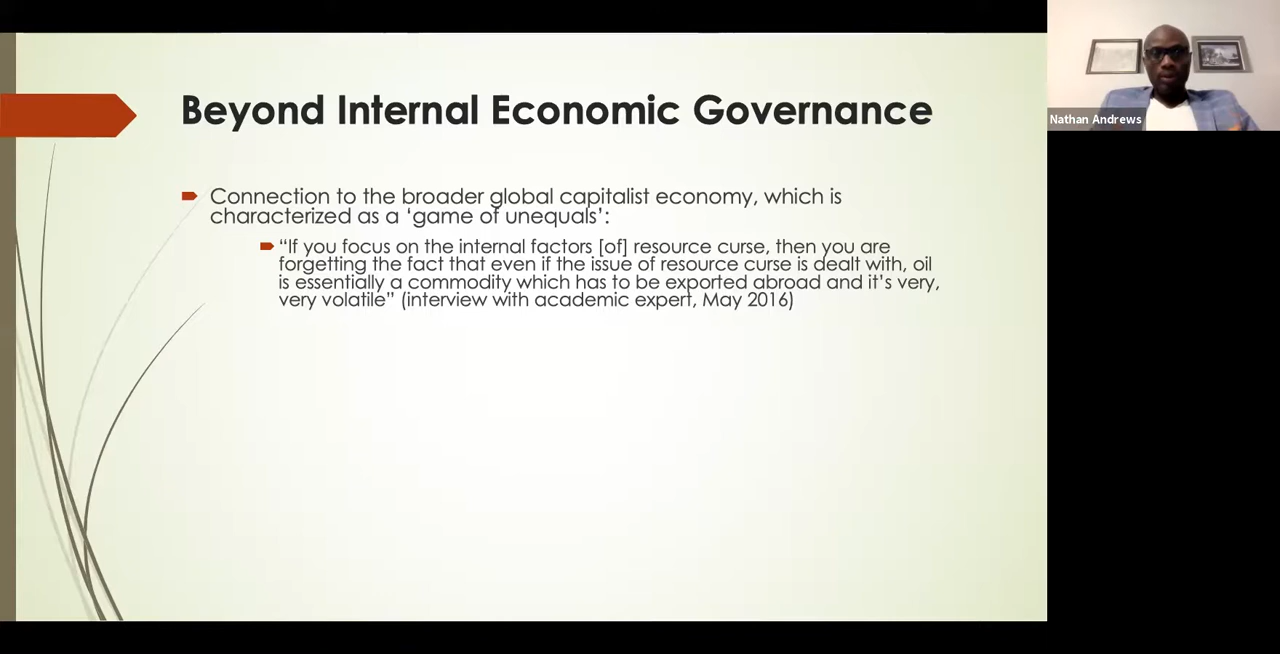 Beyond Internal Economic Governance
Connection to the broader global capitalist economy, which is
characterized as a ‘game of unequals’:
“If you focus on the internal factors [of] resource curse, then you are
forgetting the fact that even if the issue of resource curse is dealt with, oil
is essentially a commodity which has to be exported abroad and it’s very,
very volatile” (interview with academic expert, May 2016)
Nathan Andrews